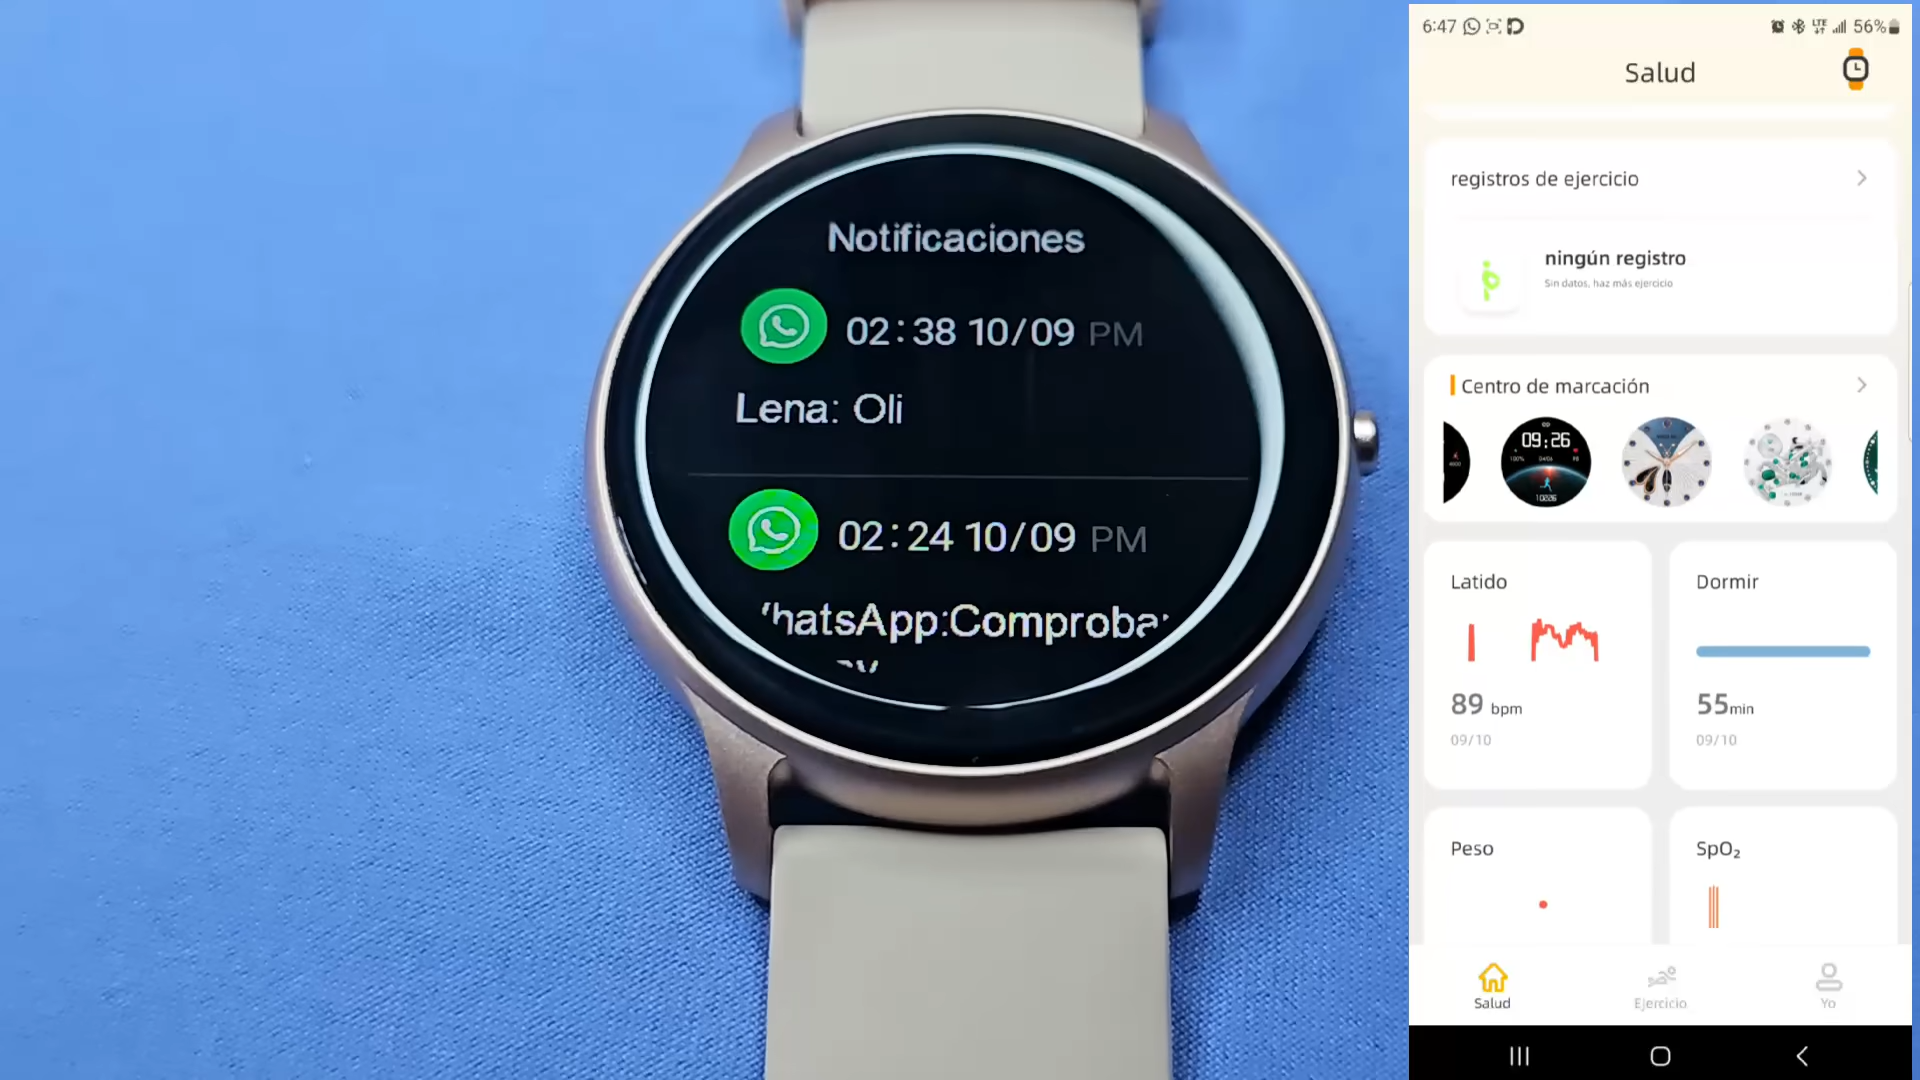 Notificaciones
02:38 10/09 PM
Lena: Oli
02:24 10/09 PM
hatsApp:Comproba
6:47
LTE
56%
Salud
registros de ejercicio
ningún registro
Sin datos, haz más ejercicio
Centro de marcación
09:26
100%
Latido
89 bpm
09/10
Dormir
55min
09/10
Peso
SpO₂
Salud
Ejercicio
Yo